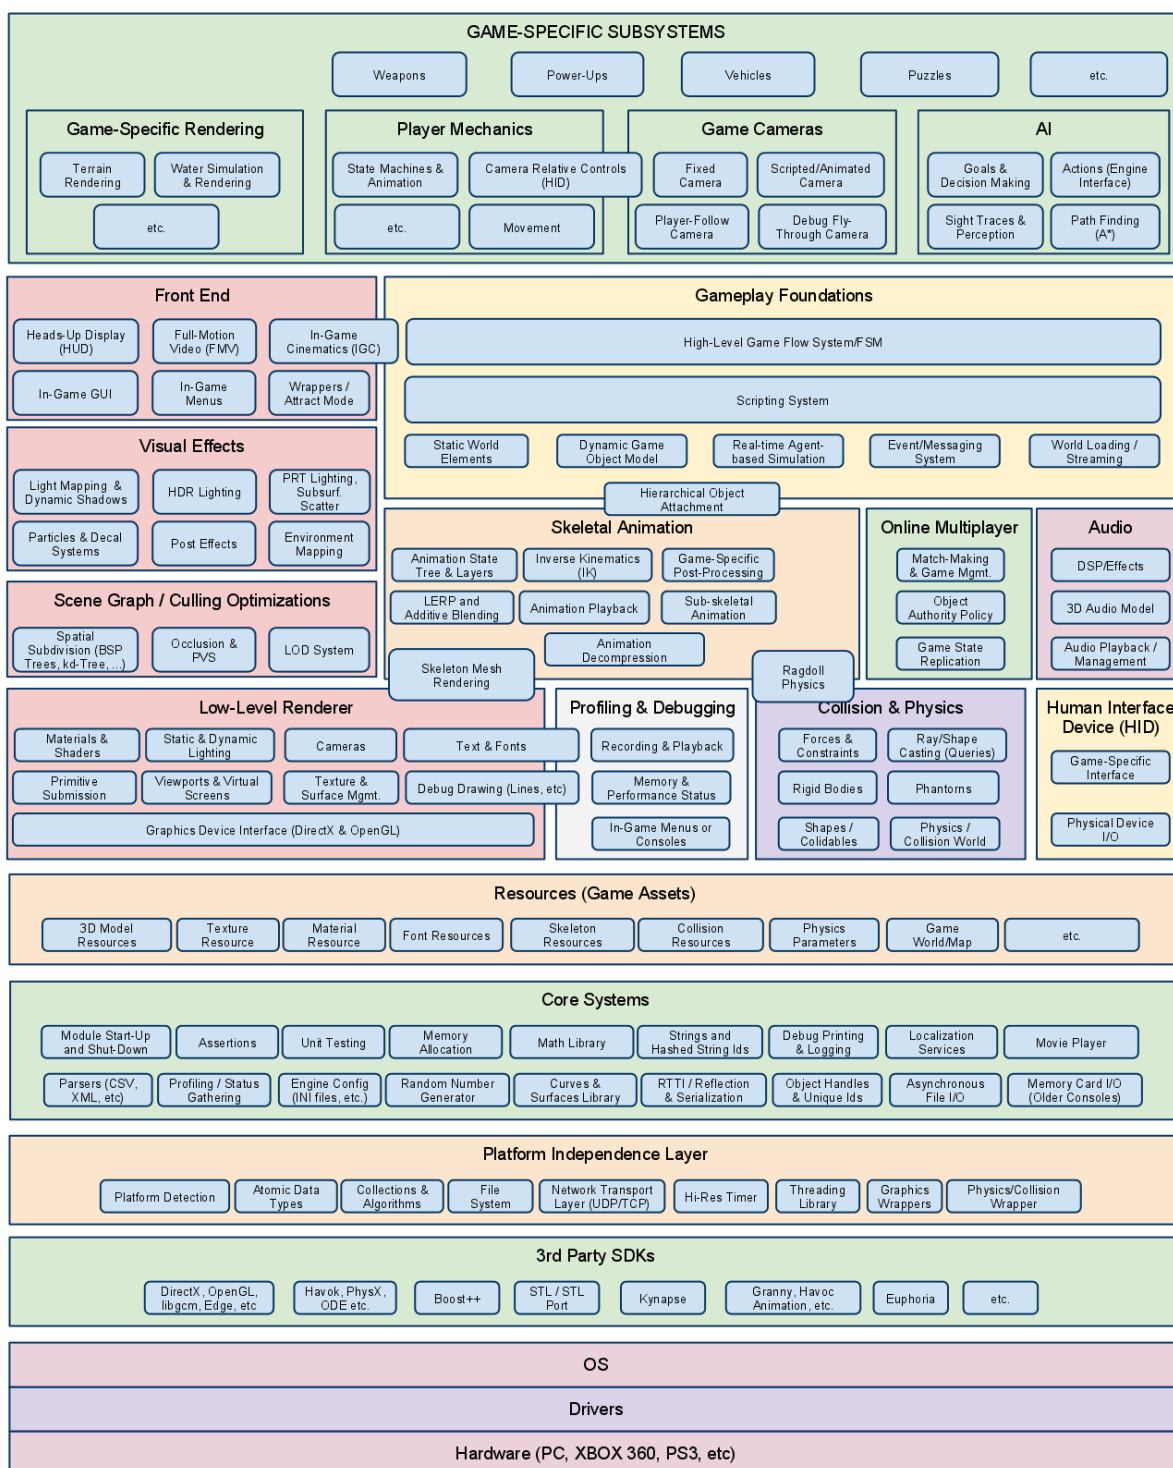 GAME-SPECIFIC SUBSYSTEMS
Weapons
Power-Ups
Vehicles
Puzzles
etc.
Game-Specific Rendering
Terrain
Rendering
Water Simulation
& Rendering
etc.
Player Mechanics
State Machines &
Animation
Camera Relative Controls
(HID)
etc.
Movement
Game Cameras
Fixed
Camera
Scripted/Animated
Camera
Player-Follow
Camera
Debug Fly-
Through Camera
AI
Goals &
Decision Making
Actions (Engine
Interface)
Sight Traces &
Perception
Path Finding
(A*)
Front End
Heads-Up Display
(HUD)
Full-Motion
Video (FMV)
In-Game
Cinematics (IGC)
In-Game GUI
In-Game
Menus
Wrappers /
Attract Mode
Gameplay Foundations
High-Level Game Flow System/FSM
Scripting System
Static World
Elements
Dynamic Game
Object Model
Real-time Agent-
based Simulation
Event/Messaging
System
World Loading /
Streaming
Hierarchical Object
Attachment
Visual Effects
Light Mapping &
Dynamic Shadows
HDR Lighting
PRT Lighting,
Subsurf.
Scatter
Particles & Decal
Systems
Post Effects
Environment
Mapping
Skeletal Animation
Animation State
Tree & Layers
Inverse Kinematics
(IK)
Game-Specific
Post-Processing
LERP and
Additive Blending
Animation Playback
Sub-skeletal
Animation
Animation
Decompression
Skeleton Mesh
Rendering
Ragdoll
Physics
Online Multiplayer
Match-Making
& Game Mgmt.
Object
Authority Policy
Game State
Replication
Audio
DSP/Effects
3D Audio Model
Audio Playback /
Management
Scene Graph / Culling Optimizations
Spatial
Subdivision (BSP
Trees, kd-Tree, ...)
Occlusion &
PVS
LOD System
Low-Level Renderer
Materials &
Shaders
Static & Dynamic
Lighting
Cameras
Text & Fonts
Primitive
Submission
Viewports & Virtual
Screens
Texture &
Surface Mgmt.
Debug Drawing (Lines, etc)
Graphics Device Interface (DirectX & OpenGL)
Profiling & Debugging
Recording & Playback
Memory &
Performance Status
In-Game Menus or
Consoles
Collision & Physics
Forces &
Constraints
Ray/Shape
Casting (Queries)
Rigid Bodies
Phantorns
Shapes /
Colidables
Physics /
Collision World
Human Interface
Device (HID)
Game-Specific
Interface
Physical Device
I/O
Resources (Game Assets)
3D Model
Resources
Texture
Resource
Material
Resource
Font Resources
Skeleton
Resources
Collision
Resources
Physics
Parameters
Game
World/Map
etc.
Core Systems
Module Start-Up
and Shut-Down
Assertions
Unit Testing
Memory
Allocation
Math Library
Strings and
Hashed String Ids
Debug Printing
& Logging
Localization
Services
Movie Player
Parsers (CSV,
XML, etc)
Profiling / Status
Gathering
Engine Config
(INI files, etc.)
Random Number
Generator
Curves &
Surfaces Library
RTTI / Reflection
& Serialization
Object Handles
& Unique Ids
Asynchronous
File I/O
Memory Card I/O
(Older Consoles)
Platform Independence Layer
Platform Detection
Atomic Data
Types
Collections &
Algorithms
File
System
Network Transport
Layer (UDP/TCP)
Hi-Res Timer
Threading
Library
Graphics
Wrappers
Physics/Collision
Wrapper
3rd Party SDKs
DirectX, OpenGL,
libgcm, Edge, etc
Havok, PhysX,
ODE etc.
Boost++
STL / STL
Port
Kynapse
Granny, Havoc
Animation, etc.
Euphoria
etc.
OS
Drivers
Hardware (PC, XBOX 360, PS3, etc)